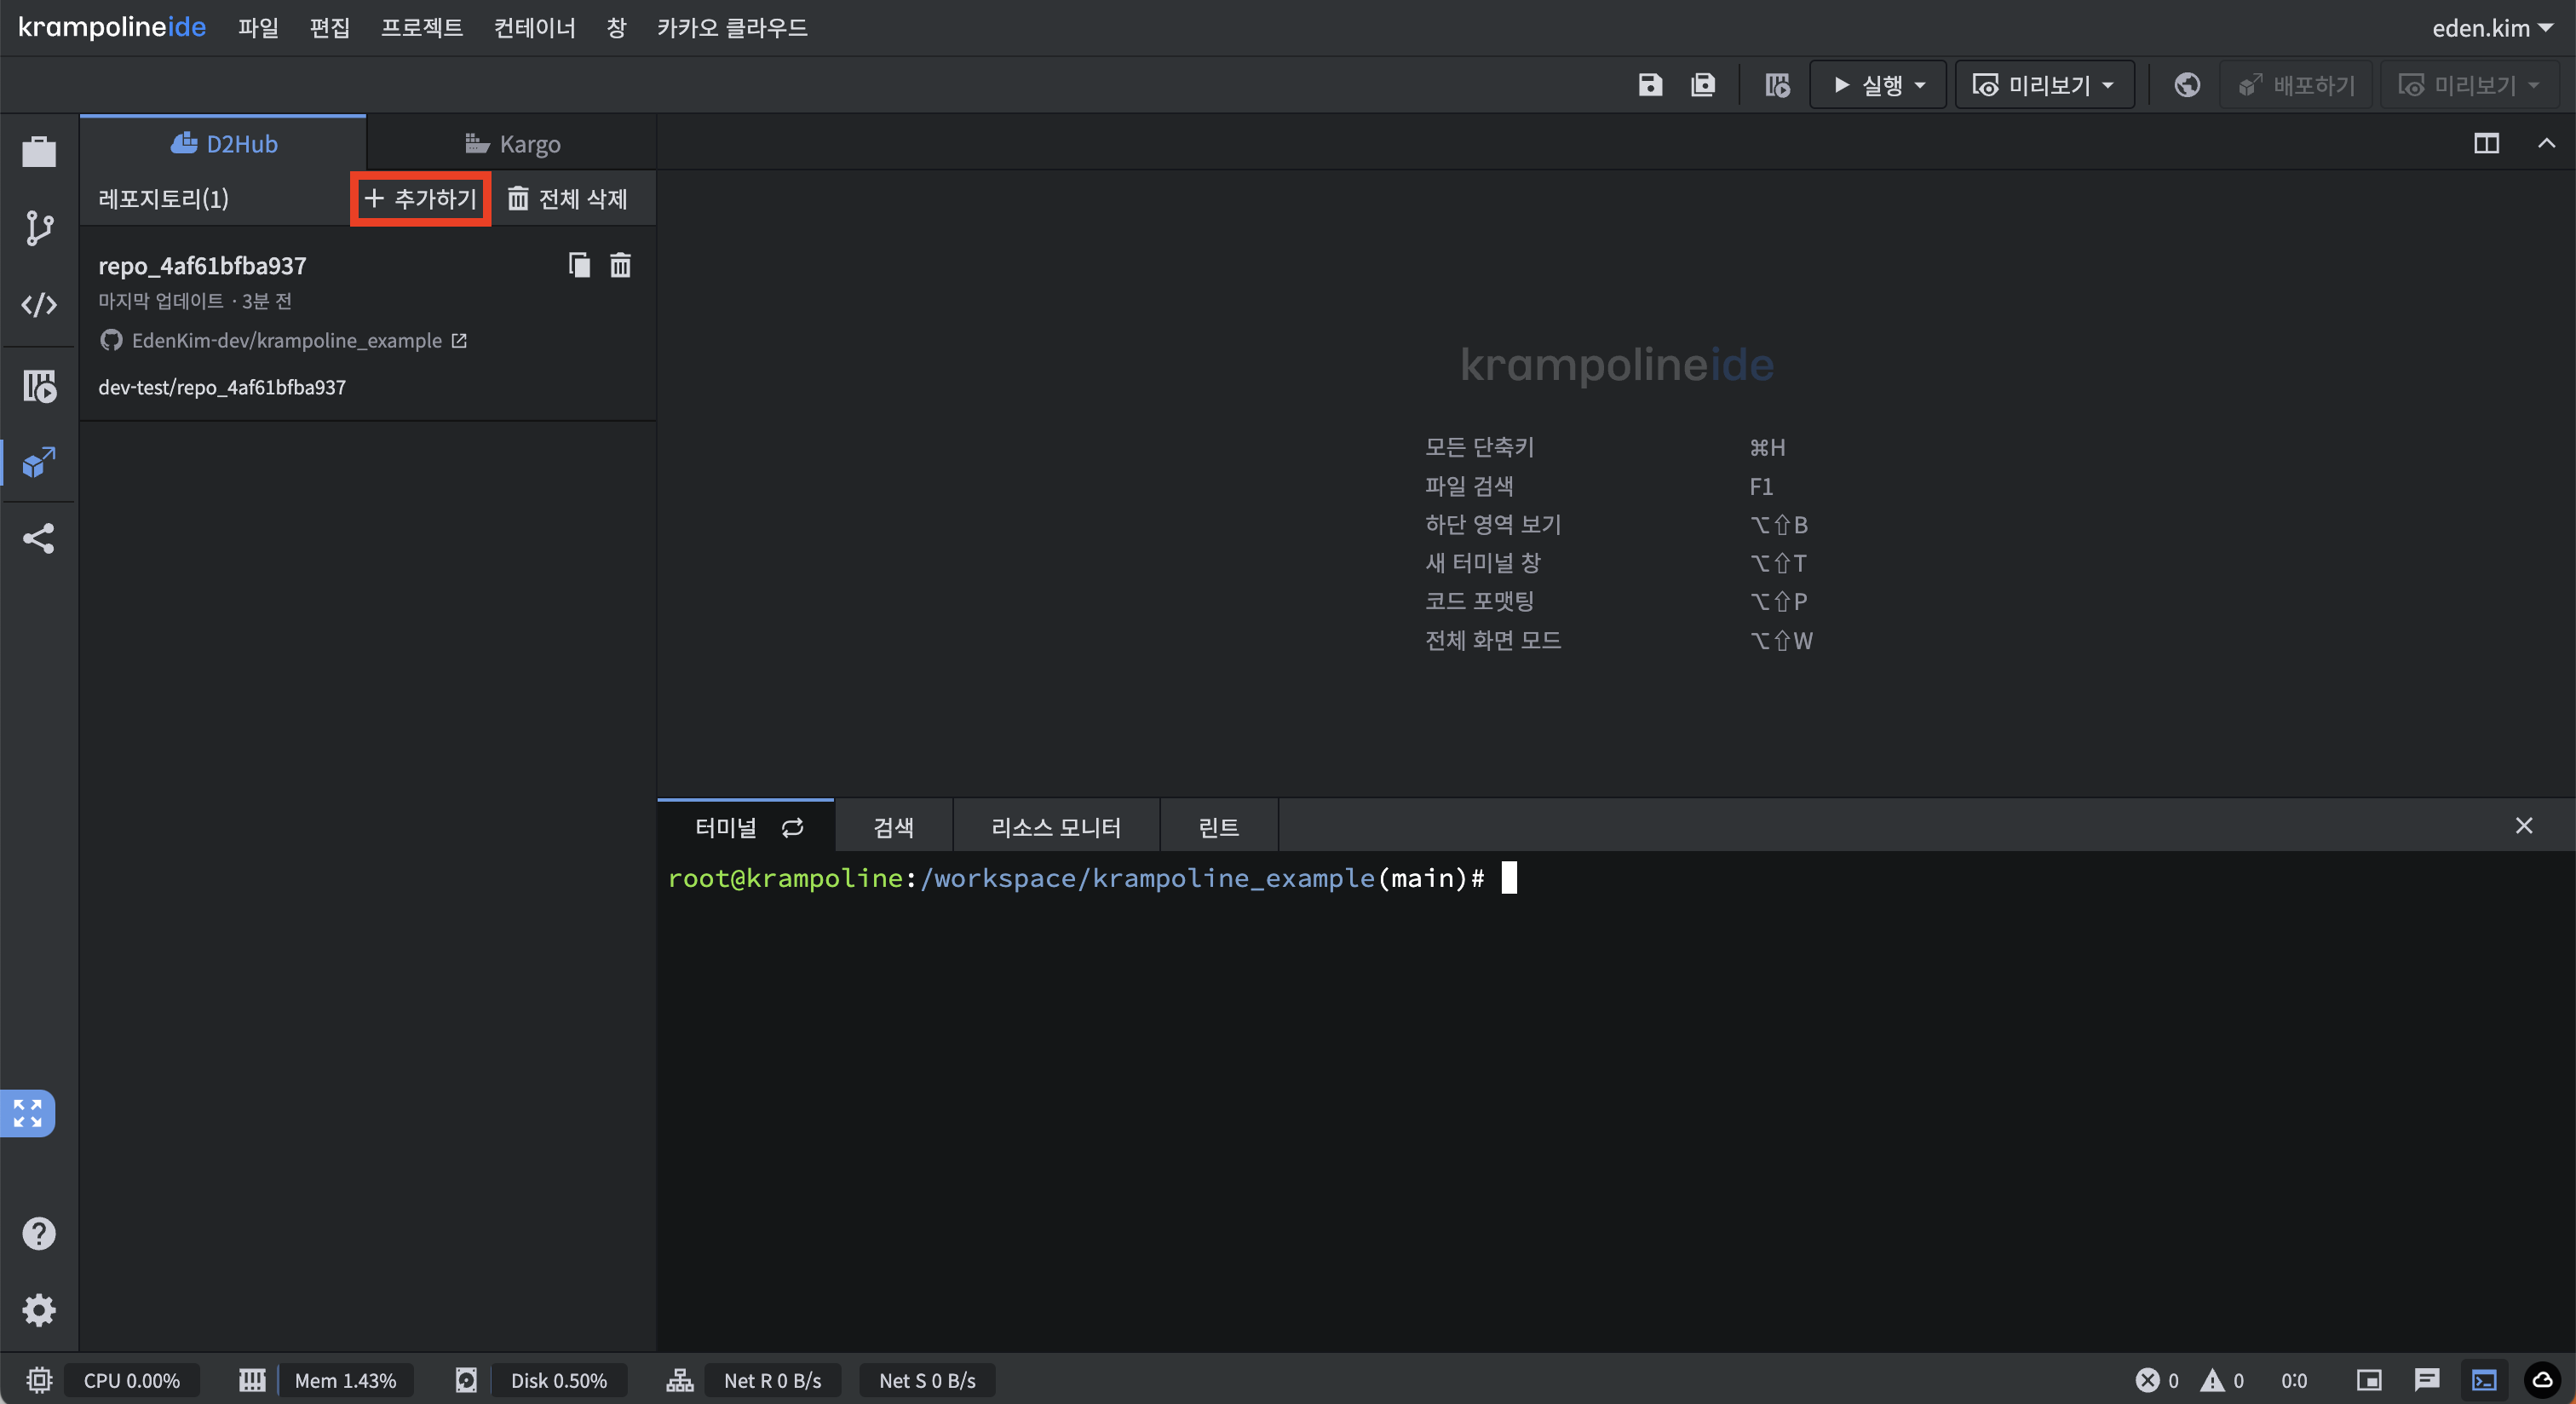 krampolineide 파일 편집 프로젝트 컨테이너 창 카카오 클라우드 eden.kim
실행 미리보기 배포하기 미리보기
D2Hub Kargo
레포지토리(1) + 추가하기 전체 삭제
repo_4af61bfba937
마지막 업데이트 · 3분 전
EdenKim-dev/krampoline_example
dev-test/repo_4af61bfba937
krampolineide
모든 단축키 ⌘H
파일 검색 F1
하단 영역 보기 ⌥⇧B
새 터미널 창 ⌥⇧T
코드 포맷팅 ⌥⇧P
전체 화면 모드 ⌥⇧W
터미널 검색 리소스 모니터 린트
root@krampoline:/workspace/krampoline_example(main)#
CPU 0.00% Mem 1.43% Disk 0.50% Net R 0 B/s Net S 0 B/s 0 0 0:0